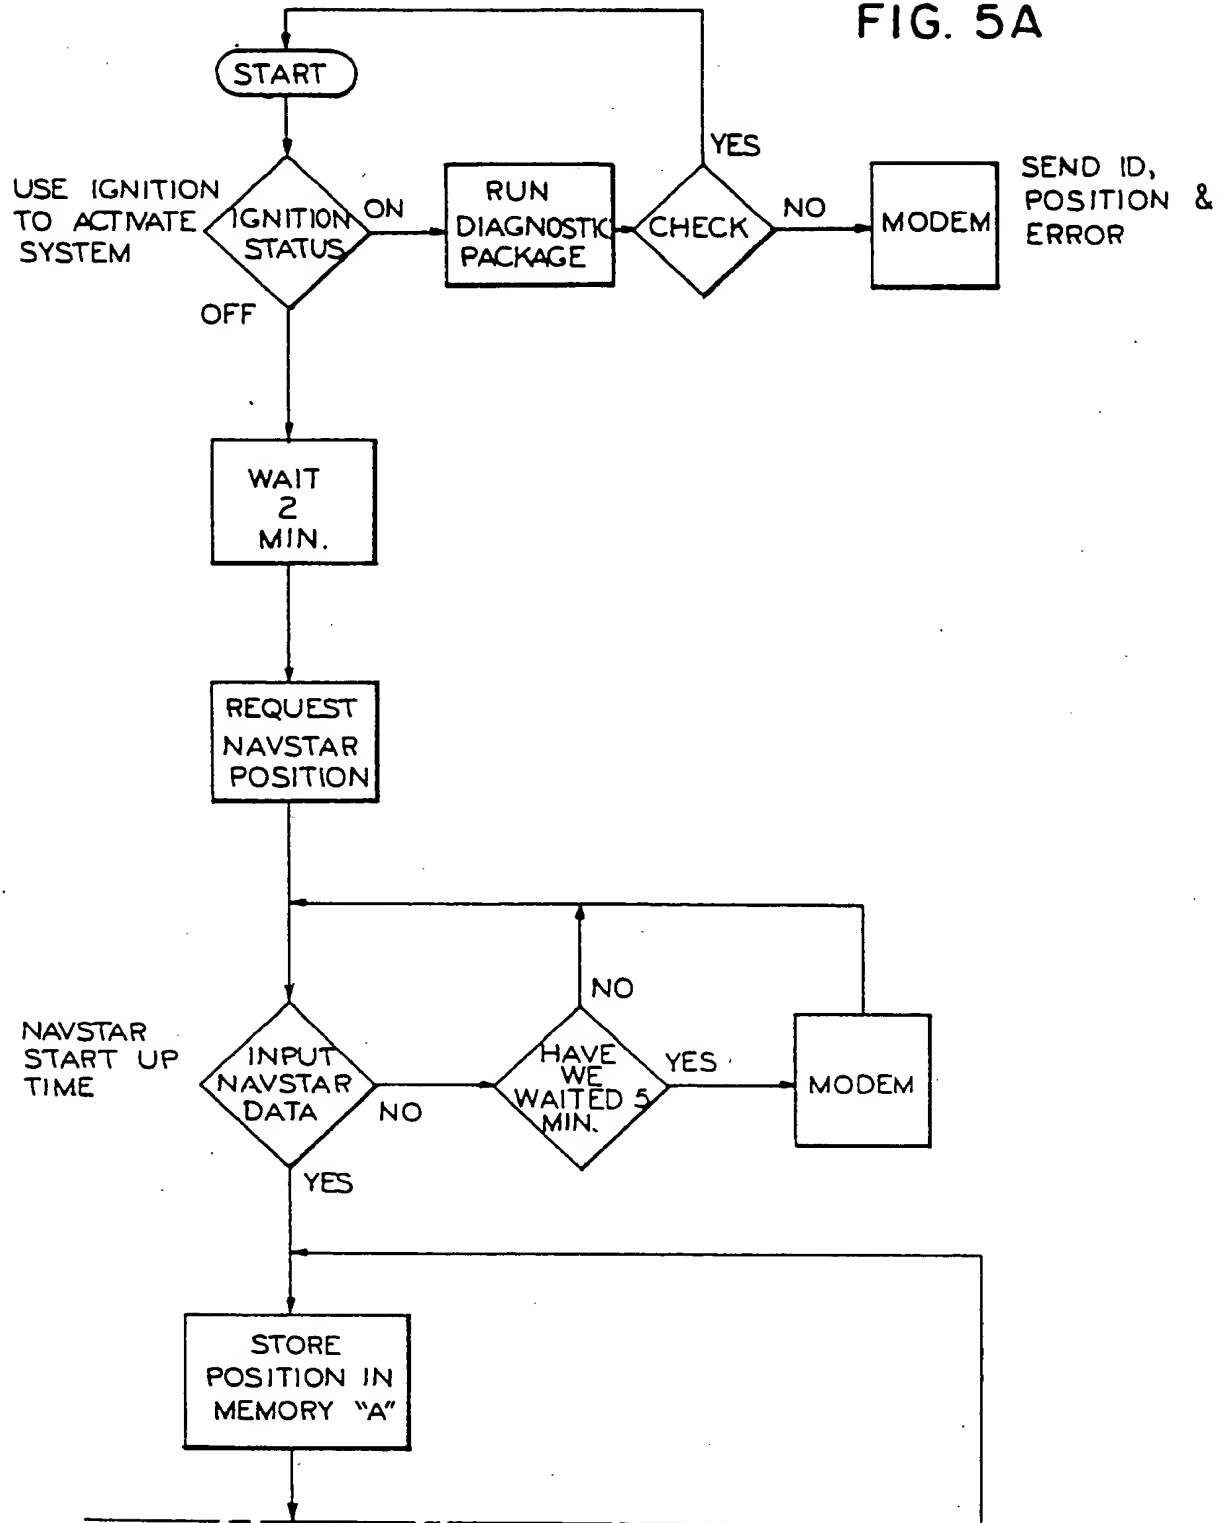 FIG. 5A
START
USE IGNITION
TO ACTIVATE
SYSTEM
IGNITION
STATUS
ON
OFF
RUN
DIAGNOSTIC
PACKAGE
CHECK
YES
NO
MODEM
SEND ID,
POSITION &
ERROR
WAIT
2
MIN.
REQUEST
NAVSTAR
POSITION
NAVSTAR
START UP
TIME
INPUT
NAVSTAR
DATA
NO
YES
HAVE
WE
WAITED 5
MIN.
NO
YES
MODEM
STORE
POSITION IN
MEMORY "A"